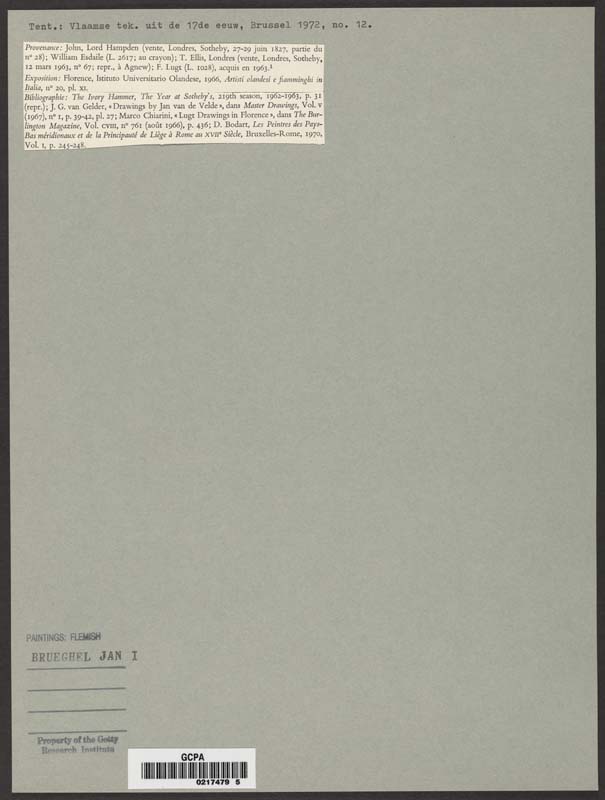 Tent.: Vlaamse tek. uit de 17de eeuw, Brussel 1972, no. 12.
Provenance: John, Lord Hampden (vente, Londres, Sotheby, 27-29 juin 1827, partie du
nº 28); William Esdaile (L. 2617; au crayon); T. Ellis, Londres (vente, Londres, Sotheby,
12 mars 1963, nº 67; repr., à Agnew); F. Lugt (L. 1028), acquis en 1963.¹
Exposition: Florence, Istituto Universitario Olandese, 1966, Artisti olandesi e fiamminghi in
Italia, nº 20, pl. XI.
Bibliographie: The Ivory Hammer, The Year at Sotheby's, 219th season, 1962-1963, p. 31
(repr.); J. G. van Gelder, « Drawings by Jan van de Velde », dans Master Drawings, Vol. V
(1967), nº 1, p. 39-42, pl. 27; Marco Chiarini, « Lugt Drawings in Florence », dans The Bur-
lington Magazine, Vol. CVIII, nº 761 (août 1966), p. 436; D. Bodart, Les Peintres des Pays-
Bas méridionaux et de la Principauté de Liège à Rome au XVIIe Siècle, Bruxelles-Rome, 1970,
Vol. I, p. 245-248.
PAINTINGS: FLEMISH
BRUEGHEL JAN I
Property of the Getty
Research Institute
GCPA
0217479 5